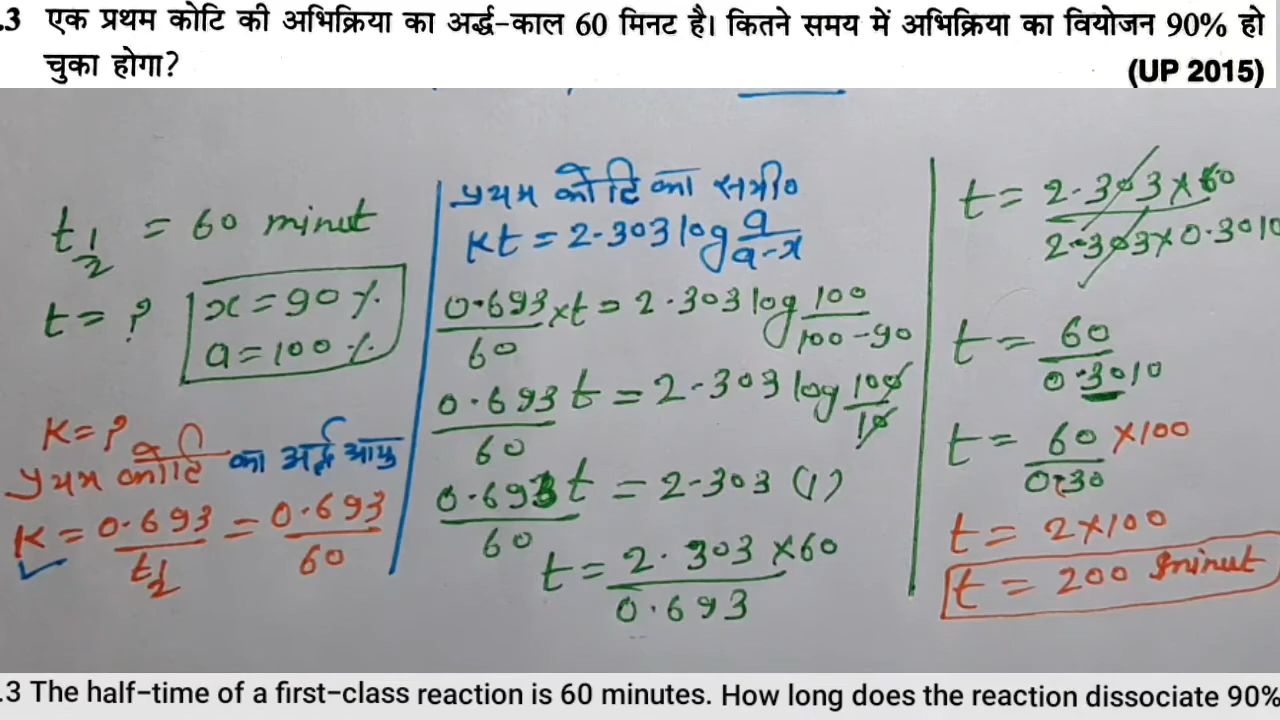 .3 एक प्रथम कोटि की अभिक्रिया का अर्द्ध-काल 60 मिनट है। कितने समय में अभिक्रिया का वियोजन 90% हो
चुका होगा?
(UP 2015)
t1/2 = 60 minut
t = ?
x = 90 %.
a = 100 %.
K = ?
प्रथम कोटि का अर्द्ध आयु
K = 0.693/t1/2 = 0.693/60
प्रथम कोटि का समी०
Kt = 2.303 log a/a-x
0.693/60 × t = 2.303 log 100/100-90
0.693/60 t = 2.303 log 100/10
0.693/60 t = 2.303 (1)
t = 2.303 × 60/0.693
t = 2.303 × 60/2.303 × 0.3010
t = 60/0.3010
t = 60 × 100/0.30
t = 2 × 100
t = 200 minut
.3 The half-time of a first-class reaction is 60 minutes. How long does the reaction dissociate 90%